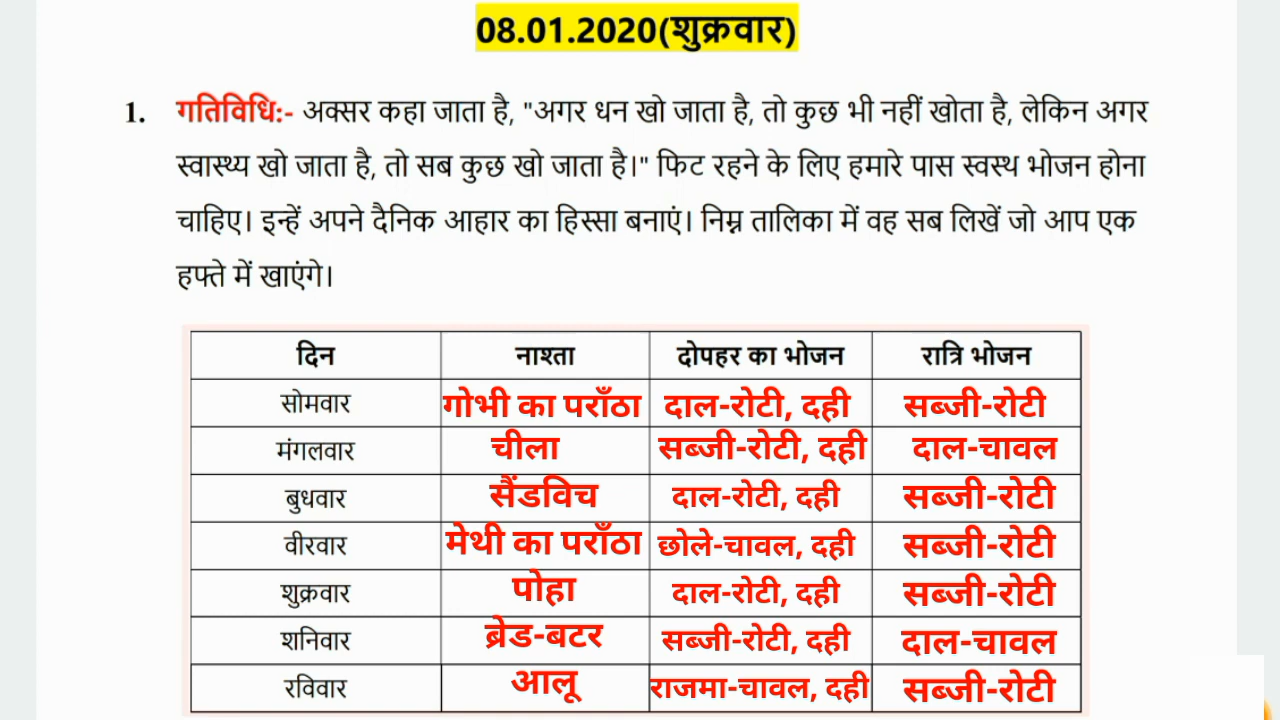 08.01.2020(शुक्रवार)
1. गतिविधि:- अक्सर कहा जाता है, "अगर धन खो जाता है, तो कुछ भी नहीं खोता है, लेकिन अगर
स्वास्थ्य खो जाता है, तो सब कुछ खो जाता है।" फिट रहने के लिए हमारे पास स्वस्थ भोजन होना
चाहिए। इन्हें अपने दैनिक आहार का हिस्सा बनाएं। निम्न तालिका में वह सब लिखें जो आप एक
हफ्ते में खाएंगे।
दिन नाश्ता दोपहर का भोजन रात्रि भोजन
सोमवार गोभी का पराँठा दाल-रोटी, दही सब्जी-रोटी
मंगलवार चीला सब्जी-रोटी, दही दाल-चावल
बुधवार सैंडविच दाल-रोटी, दही सब्जी-रोटी
वीरवार मेथी का पराँठा छोले-चावल, दही सब्जी-रोटी
शुक्रवार पोहा दाल-रोटी, दही सब्जी-रोटी
शनिवार ब्रेड-बटर सब्जी-रोटी, दही दाल-चावल
रविवार आलू राजमा-चावल, दही सब्जी-रोटी